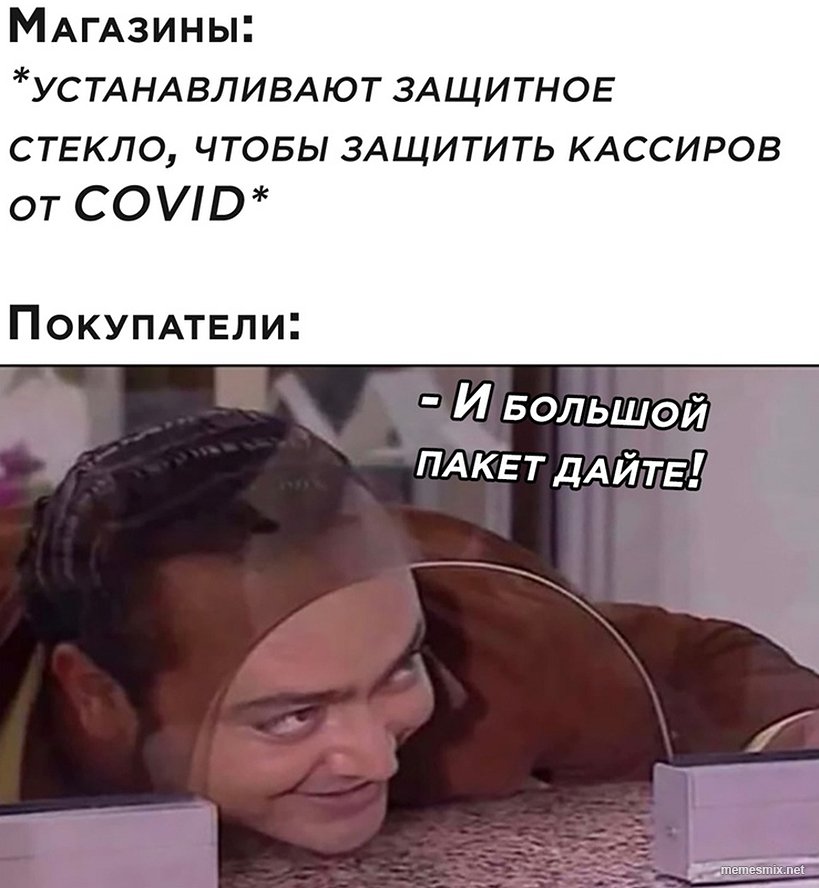 Магазины:
*устанавливают защитное
стекло, чтобы защитить кассиров
от COVID*
Покупатели:
- И большой
пакет дайте!
memesmix.net